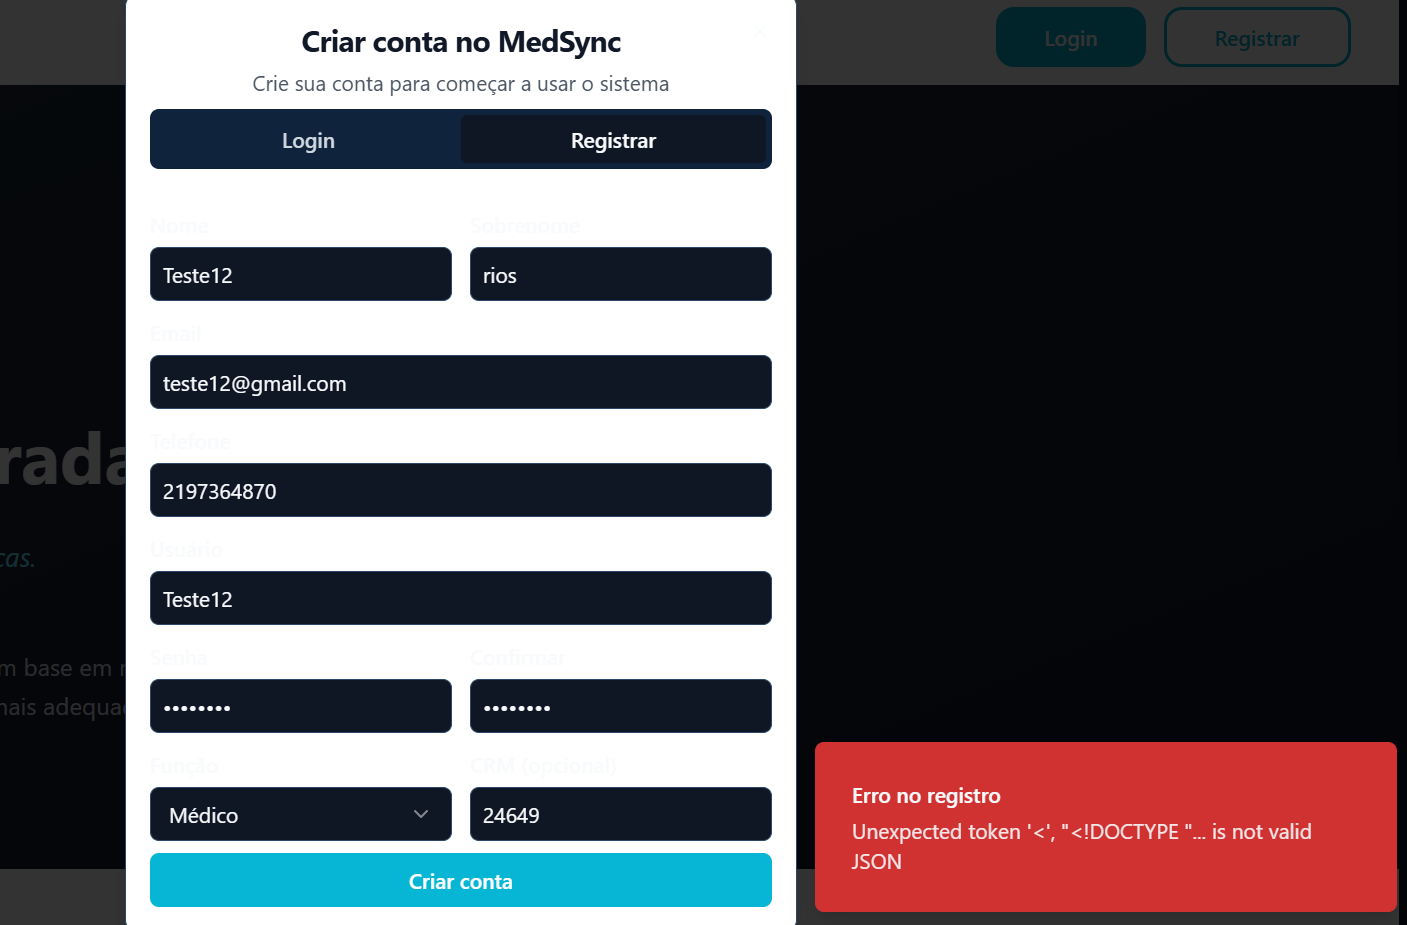 Criar conta no MedSync
Crie sua conta para começar a usar o sistema
Login
Registrar
Login
Registrar
Nome
Sobrenome
Teste12
rios
Email
teste12@gmail.com
Telefone
2197364870
Usuário
Teste12
Senha
Confirmar
••••••••
••••••••
Função
CRM (opcional)
Médico
24649
Criar conta
rada
cas.
m base em
mais adequad
Erro no registro
Unexpected token '<', "<!DOCTYPE "... is not valid
JSON